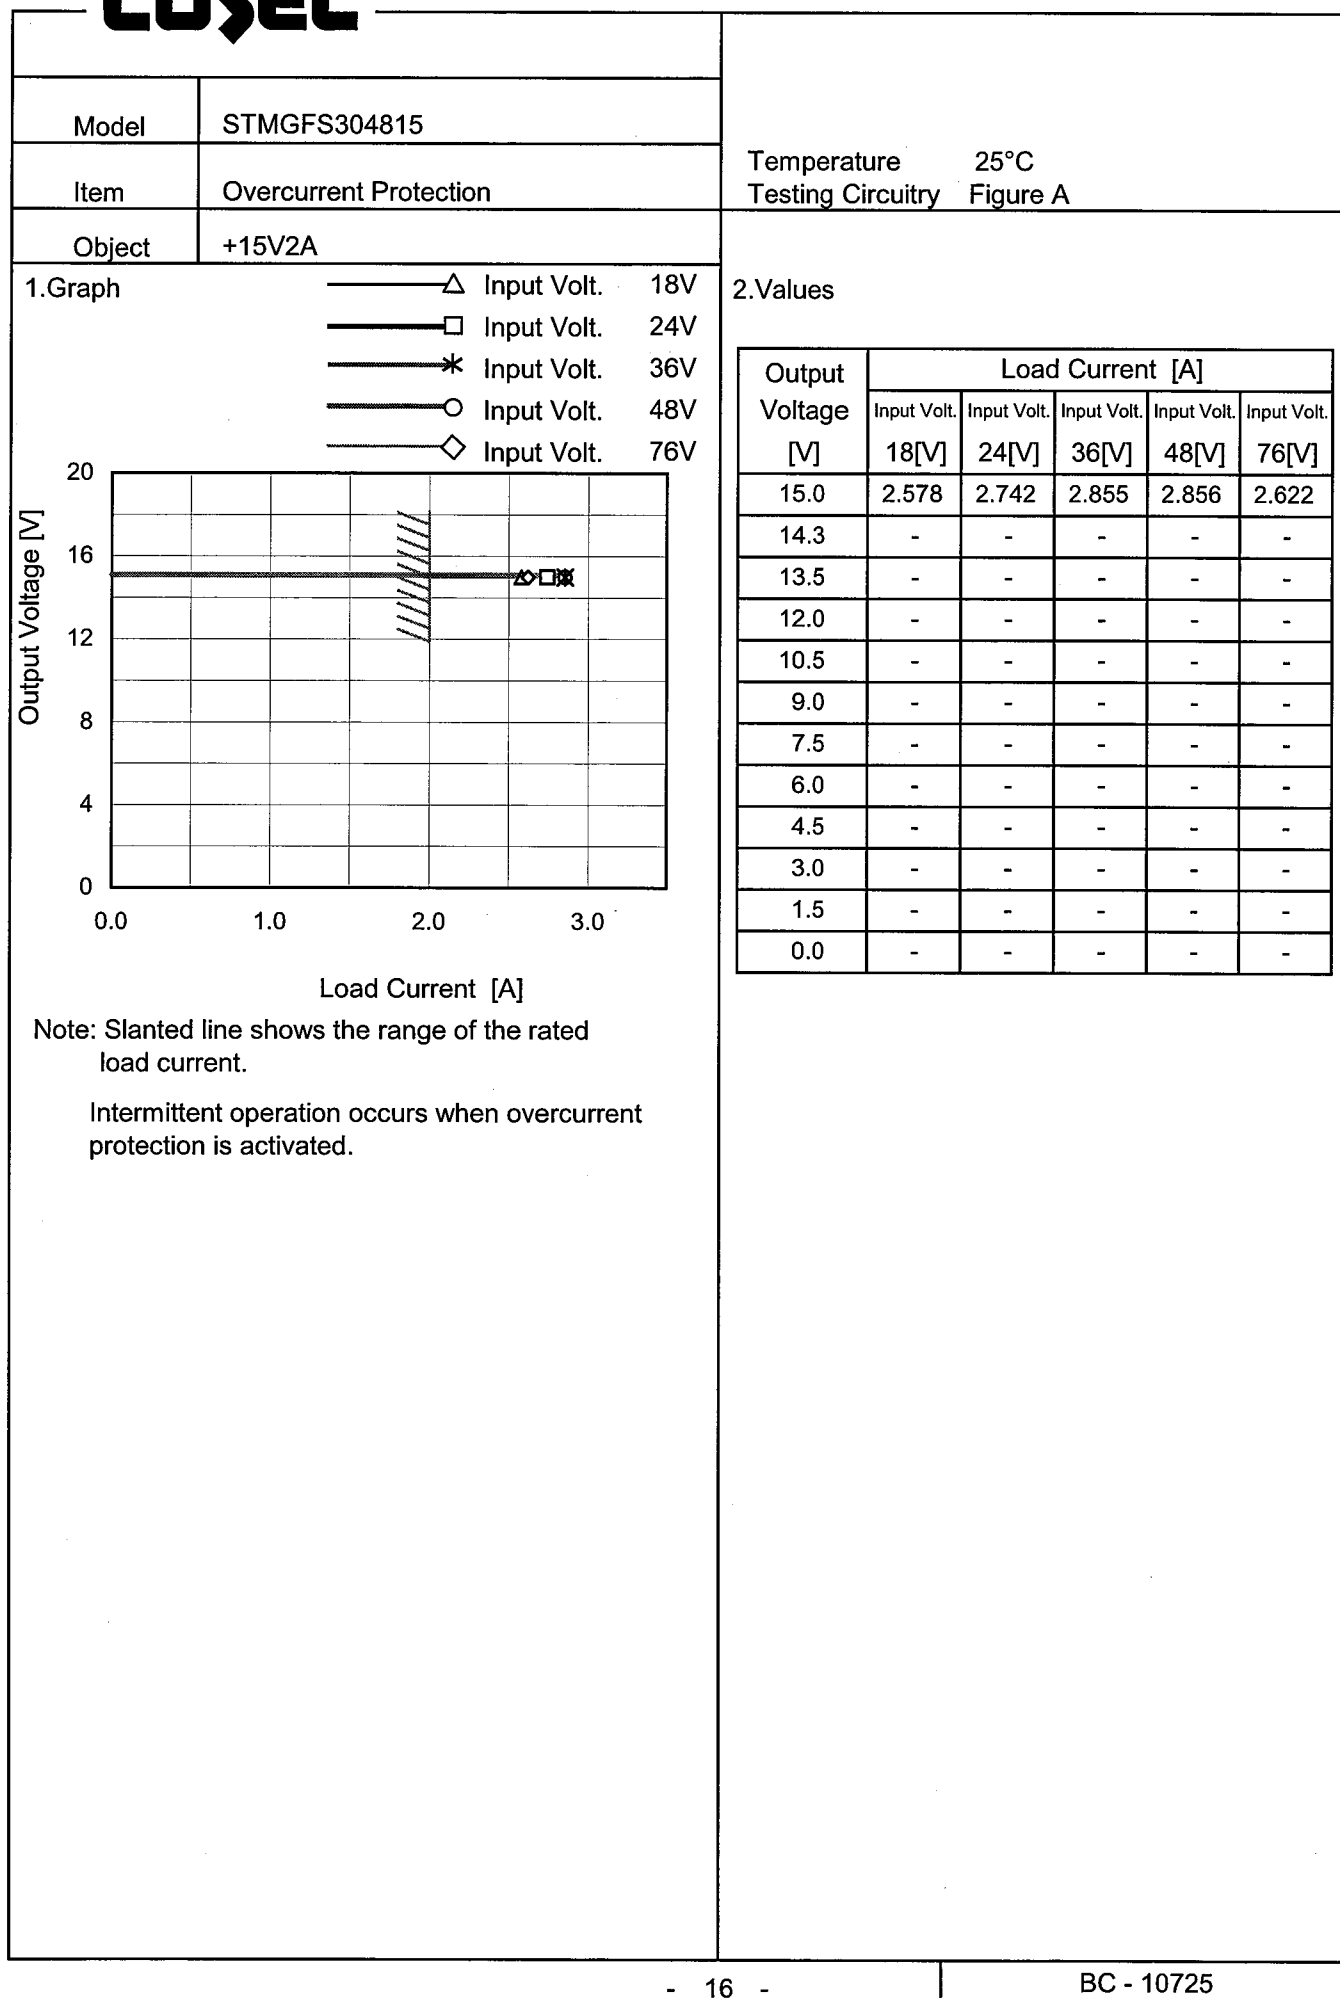 COSEL
Model STMGFS304815
Item Overcurrent Protection
Object +15V2A
Temperature 25°C
Testing Circuitry Figure A
1.Graph
Input Volt. 18V
Input Volt. 24V
Input Volt. 36V
Input Volt. 48V
Input Volt. 76V
Output Voltage [V]
20
16
12
8
4
0
0.0 1.0 2.0 3.0
Load Current [A]
Note: Slanted line shows the range of the rated
load current.
Intermittent operation occurs when overcurrent
protection is activated.
2.Values
Output Load Current [A]
Voltage Input Volt. Input Volt. Input Volt. Input Volt. Input Volt.
[V] 18[V] 24[V] 36[V] 48[V] 76[V]
15.0 2.578 2.742 2.855 2.856 2.622
14.3 - - - - -
13.5 - - - - -
12.0 - - - - -
10.5 - - - - -
9.0 - - - - -
7.5 - - - - -
6.0 - - - - -
4.5 - - - - -
3.0 - - - - -
1.5 - - - - -
0.0 - - - - -
- 16 -
BC - 10725